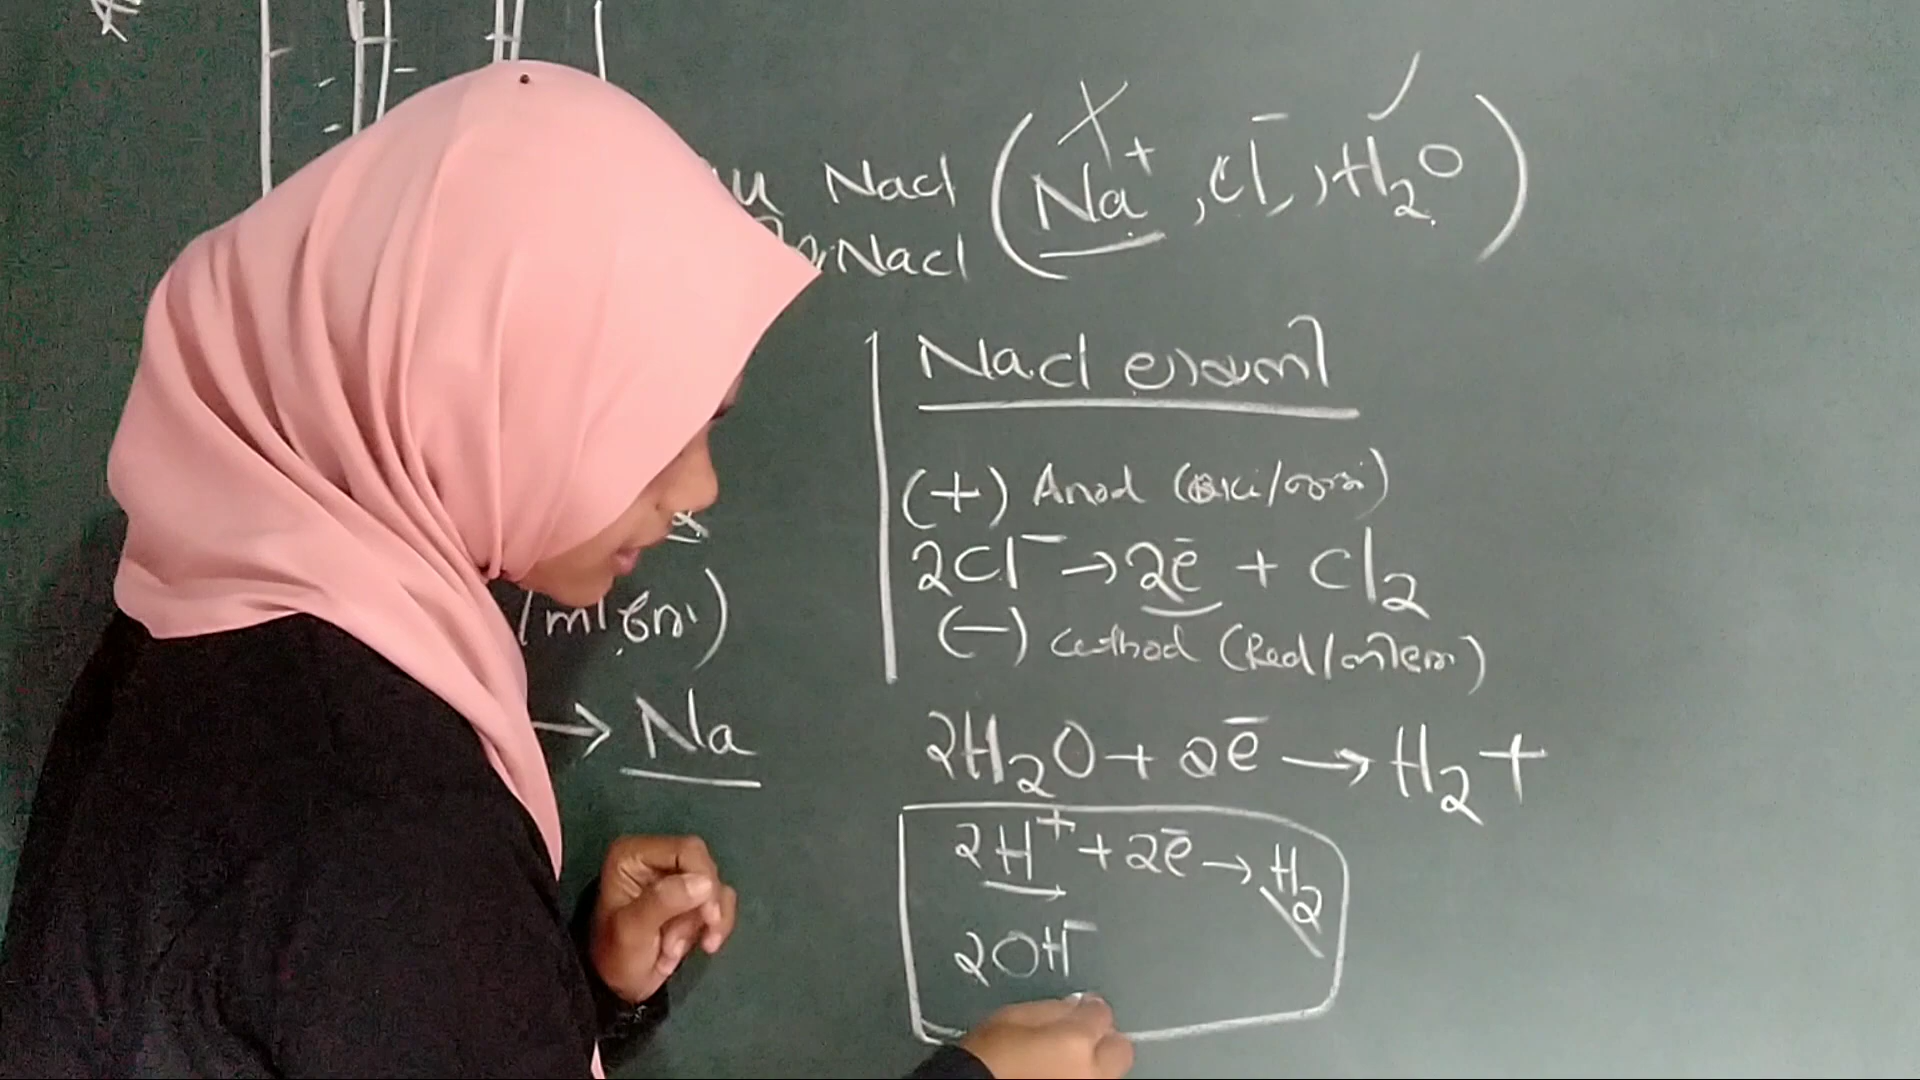 NaCl (Na⁺, Cl⁻, H₂O)
NaCl
NaCl ലായനി
(+) Anod
2Cl⁻ → 2e⁻ + Cl₂
(−) Cathod (Red/നിരോ)
→ Na
2H₂O + 2e⁻ → H₂ +
2H⁺ + 2e⁻ → H₂
2OH⁻